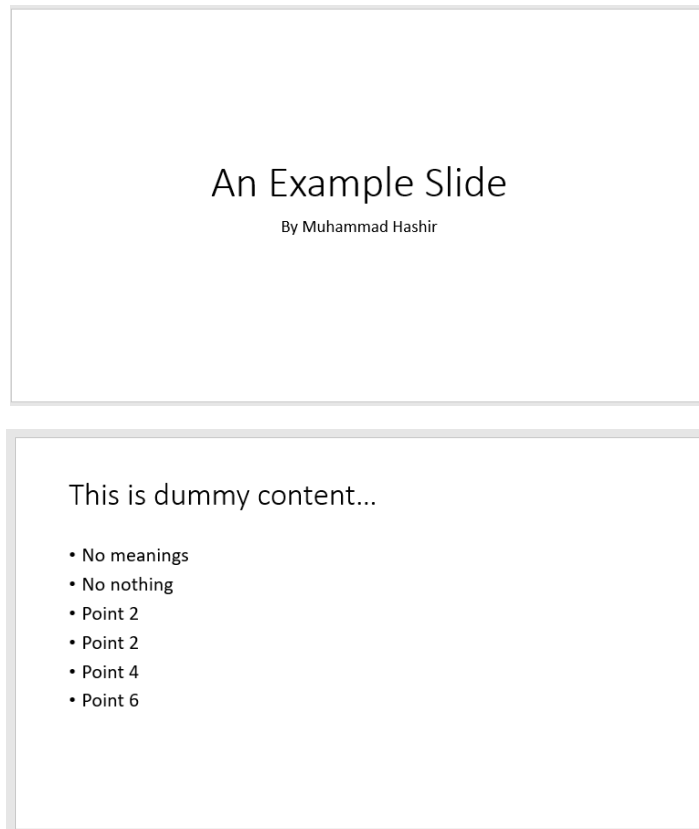 An Example Slide
By Muhammad Hashir
This is dummy content...
• No meanings
• No nothing
• Point 2
• Point 2
• Point 4
• Point 6